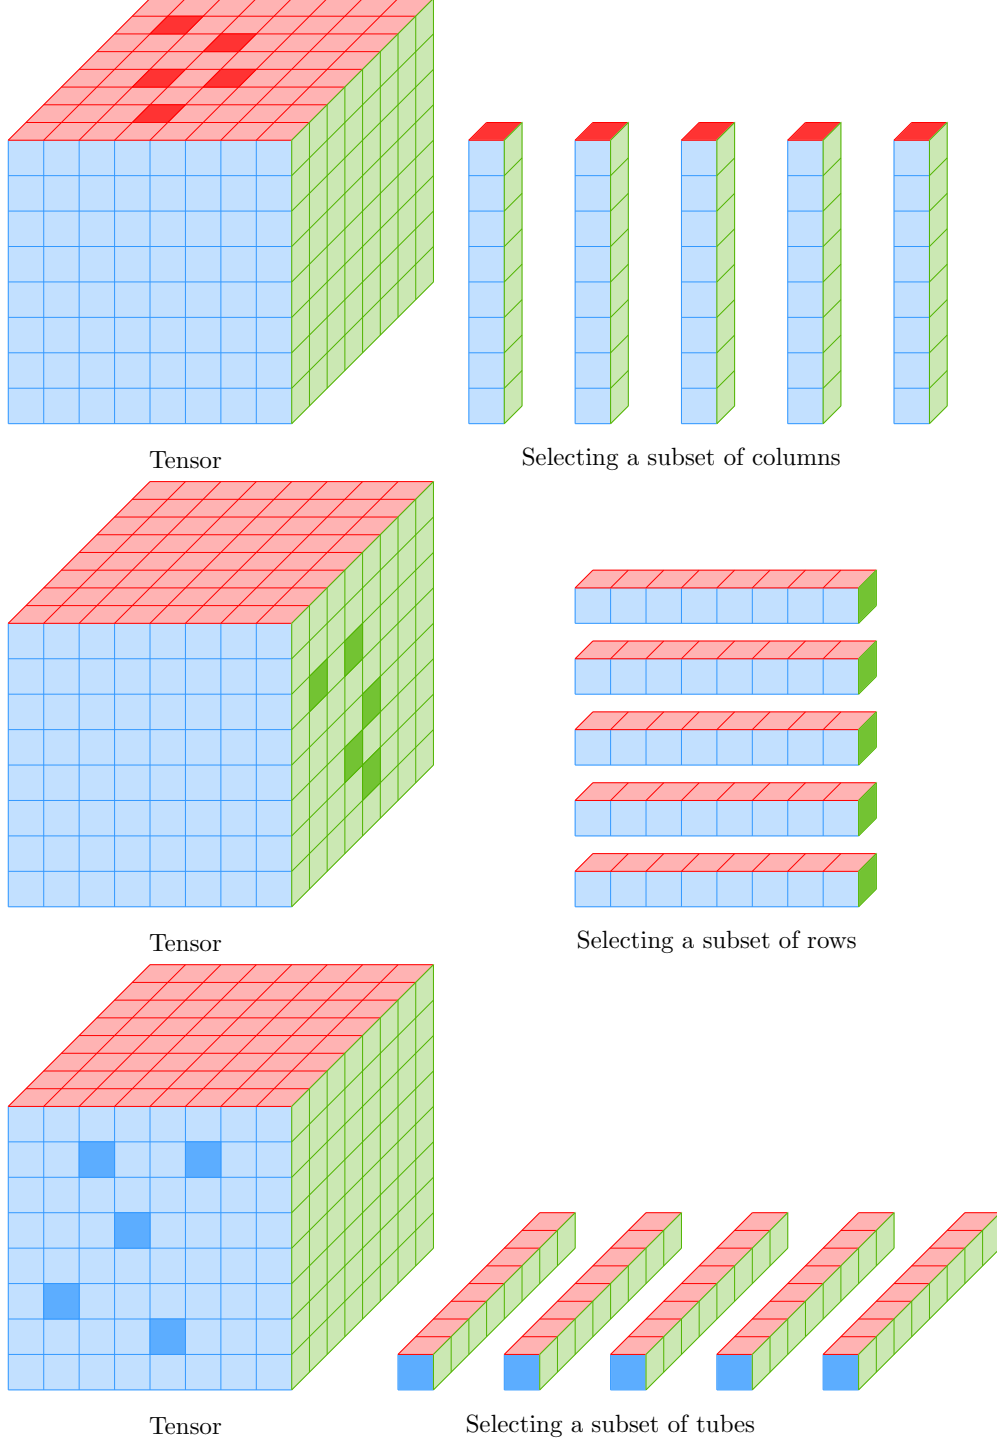 Tensor
Selecting a subset of columns
Tensor
Selecting a subset of rows
Tensor
Selecting a subset of tubes